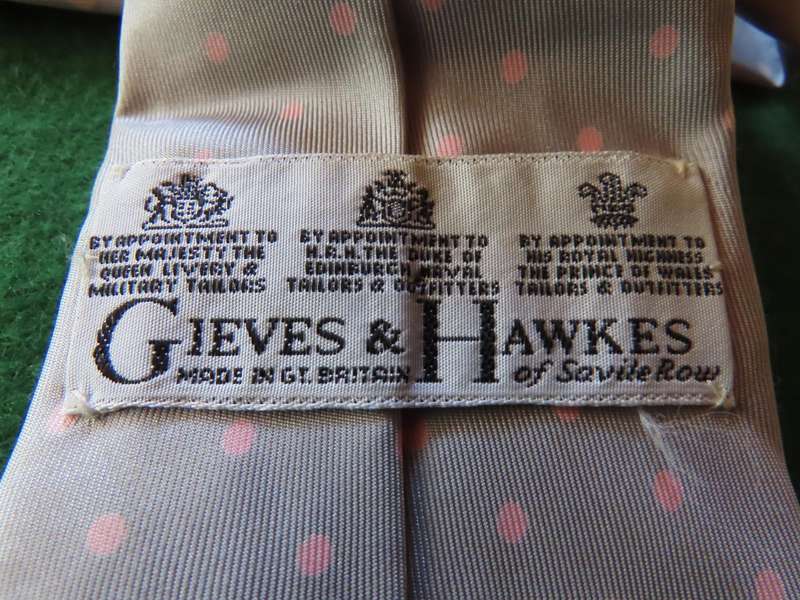 BY APPOINTMENT TO
HER MAJESTY THE
QUEEN LIVERY &
MILITARY TAILORS
BY APPOINTMENT TO
H.R.H. THE DUKE OF
EDINBURGH NAVAL
TAILORS & OUTFITTERS
BY APPOINTMENT TO
HIS ROYAL HIGHNESS
THE PRINCE OF WALES
TAILORS & OUTFITTERS
GIEVES & HAWKES
MADE IN GT. BRITAIN of Savile Row